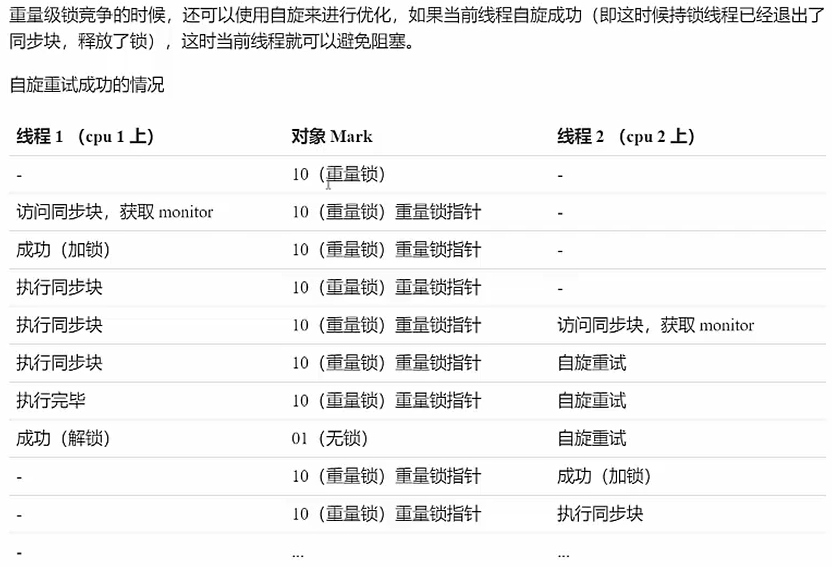 重量级锁竞争的时候，还可以使用自旋来进行优化，如果当前线程自旋成功（即这时候持锁线程已经退出了
同步块，释放了锁），这时当前线程就可以避免阻塞。
自旋重试成功的情况
线程 1 （cpu 1 上） 对象 Mark 线程 2 （cpu 2 上）
- 10（重量锁） -
访问同步块，获取 monitor 10（重量锁）重量锁指针 -
成功（加锁） 10（重量锁）重量锁指针 -
执行同步块 10（重量锁）重量锁指针 -
执行同步块 10（重量锁）重量锁指针 访问同步块，获取 monitor
执行同步块 10（重量锁）重量锁指针 自旋重试
执行完毕 10（重量锁）重量锁指针 自旋重试
成功（解锁） 01（无锁） 自旋重试
- 10（重量锁）重量锁指针 成功（加锁）
- 10（重量锁）重量锁指针 执行同步块
- ... ...